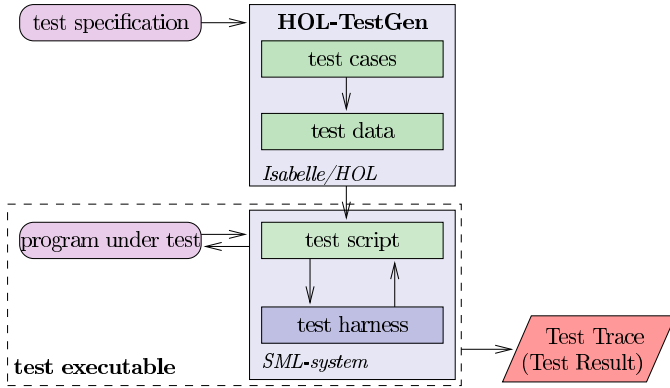 test specification
HOL-TestGen
test cases
test data
Isabelle/HOL
program under test
test script
test harness
SML-system
test executable
Test Trace
(Test Result)